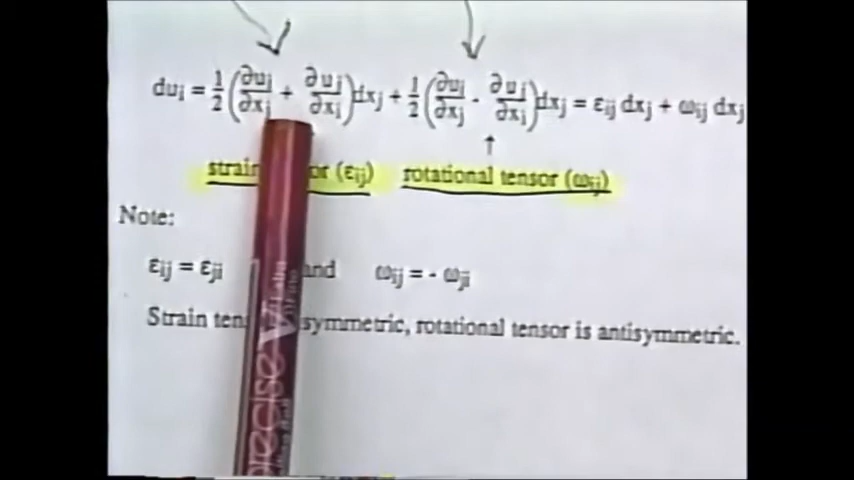 du_i = 1/2 (∂u_i/∂x_j + ∂u_j/∂x_i) dx_j + 1/2 (∂u_i/∂x_j - ∂u_j/∂x_i) dx_j = ε_ij dx_j + ω_ij dx_j
strain or (ε_ij) rotational tensor (ω_ij)
Note:
ε_ij = ε_ji and ω_ij = - ω_ji
Strain ten symmetric, rotational tensor is antisymmetric.
precise V